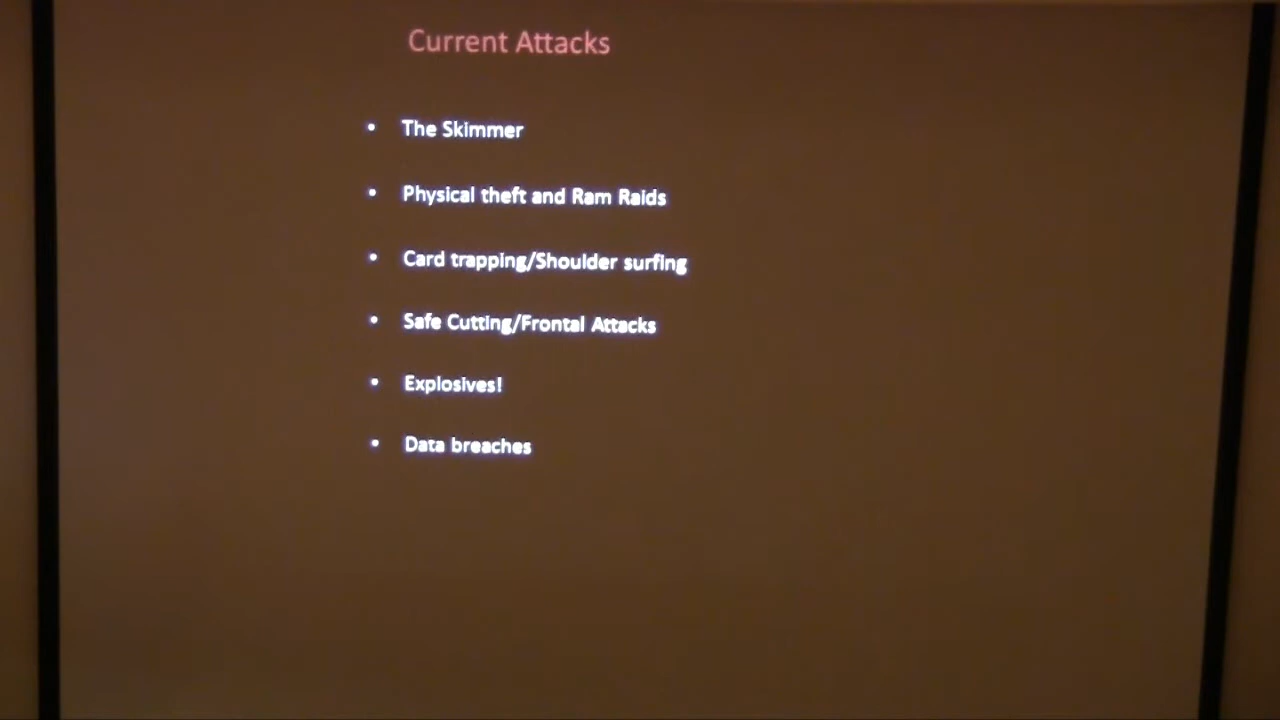 Current Attacks
• The Skimmer
• Physical theft and Ram Raids
• Card trapping/Shoulder surfing
• Safe Cutting/Frontal Attacks
• Explosives!
• Data breaches